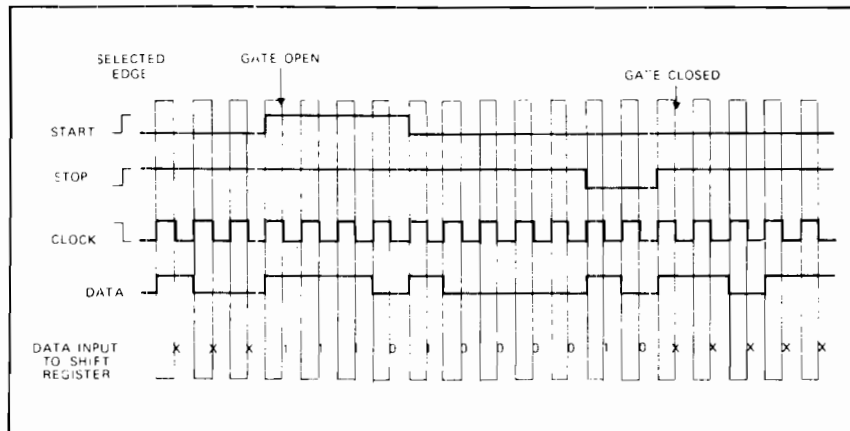 SELECTED
EDGE
GATE OPEN
GATE CLOSED
START
STOP
CLOCK
DATA
DATA INPUT
TO SHIFT
REGISTER
X X X 1 1 1 0 1 0 0 0 0 1 0 X X X X X